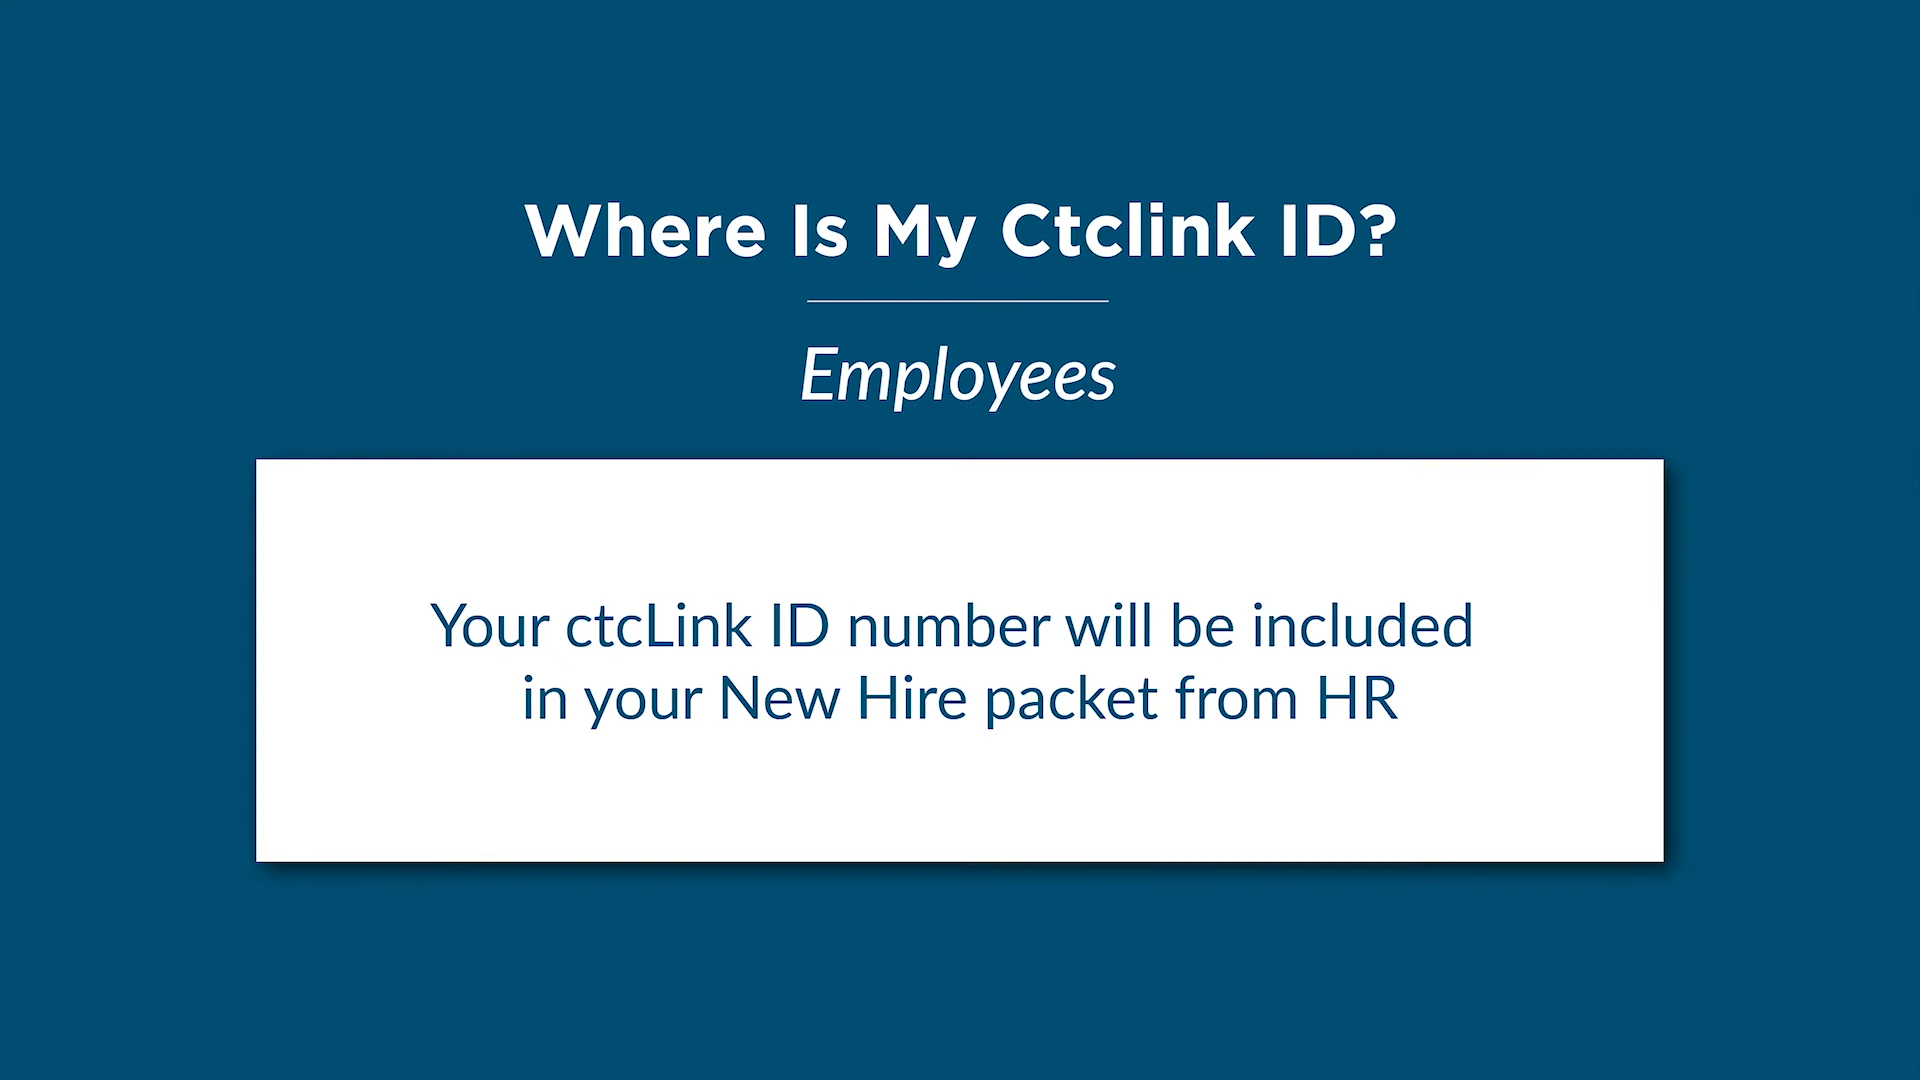 Where Is My Ctclink ID?
Employees
Your ctcLink ID number will be included
in your New Hire packet from HR